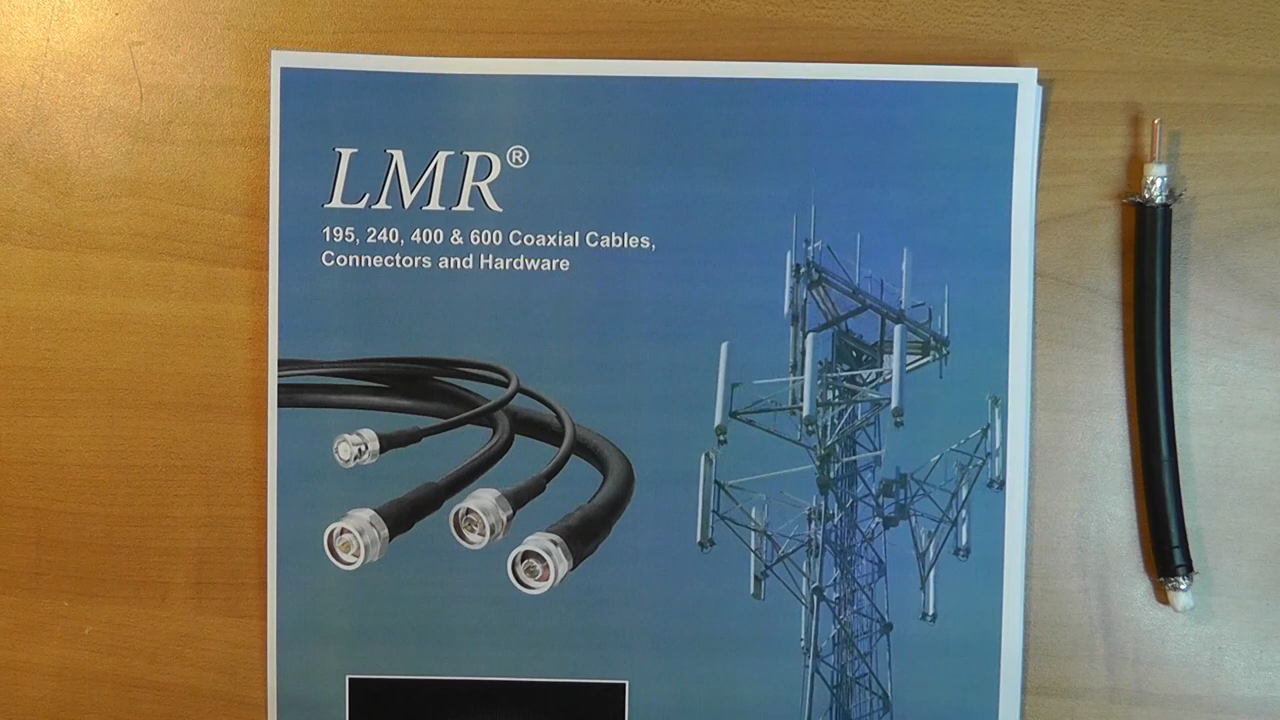 LMR®
195, 240, 400 & 600 Coaxial Cables,
Connectors and Hardware